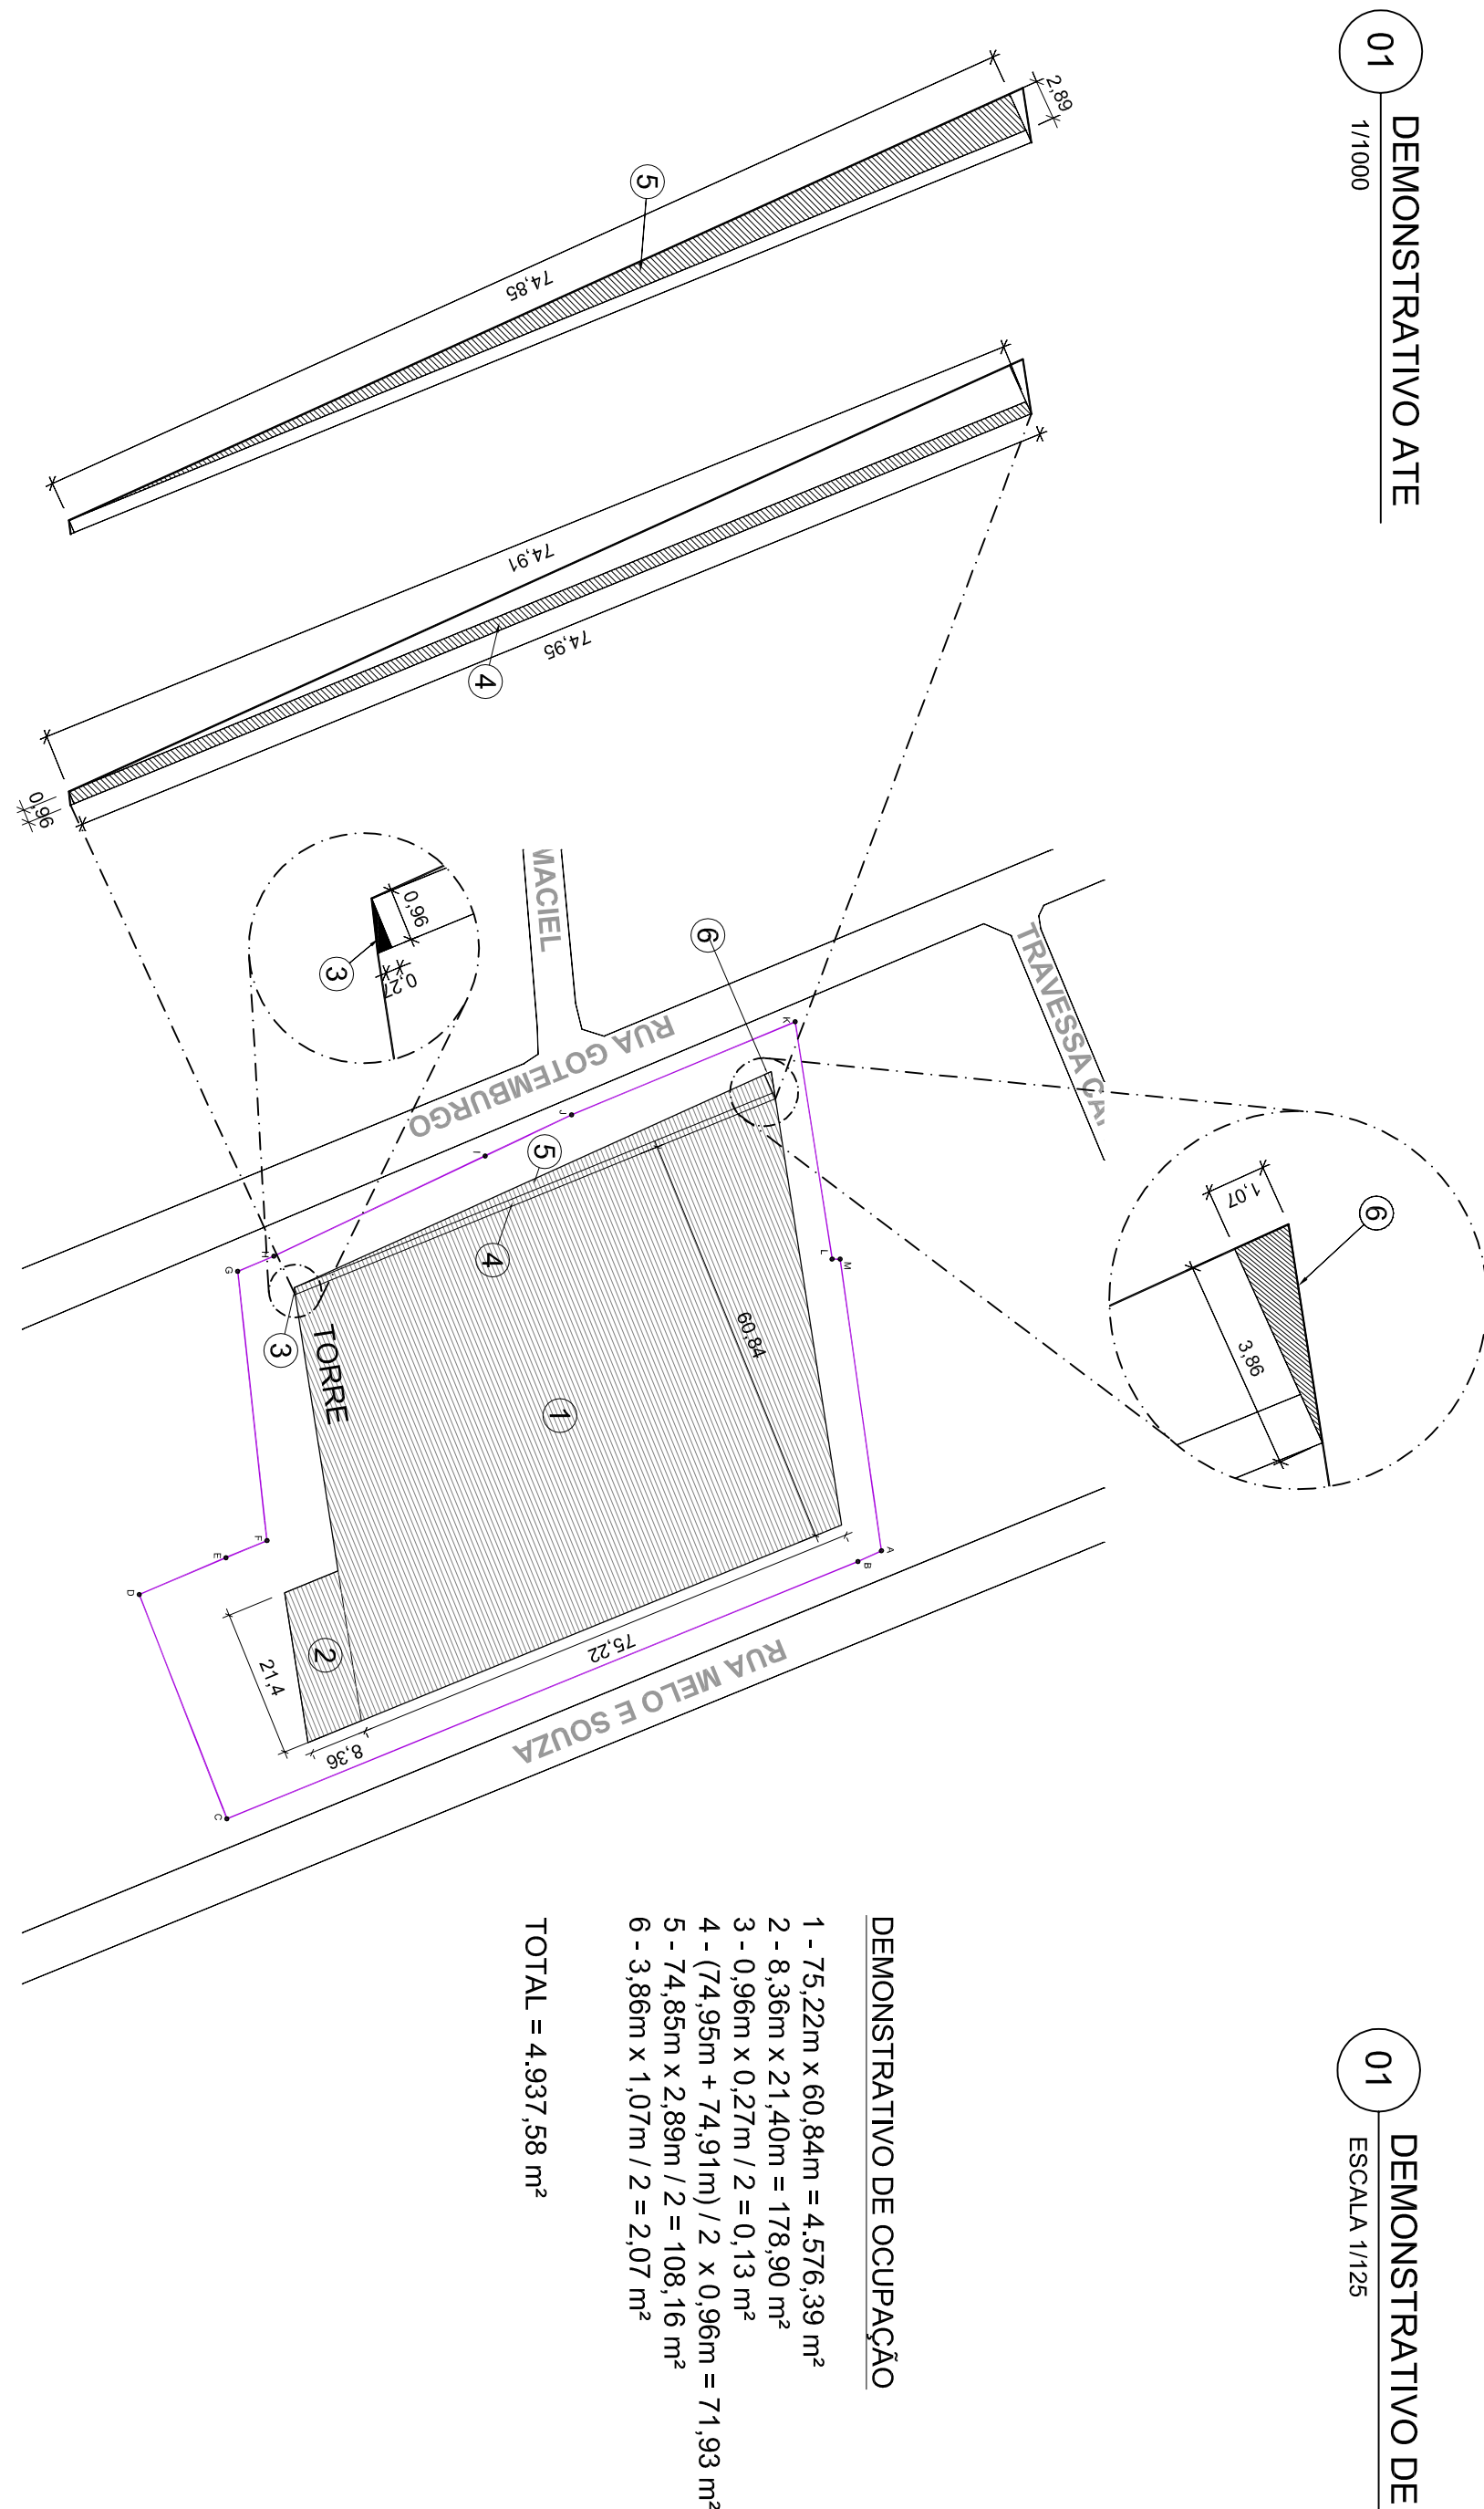 01
DEMONSTRATIVO ATE
1/1000
2,89
5
74,85
74,91
74,95
4
0,96
0,96
3
0,27
MACIEL
RUA GOTEMBURGO
TRAVESSA
6
6
1,07
3,86
K
J
I
H
G
L
M
A
B
F
E
D
C
5
4
3
TORRE
1
60,84
2
21,4
8,36
75,22
RUA MELO E SOUZA
DEMONSTRATIVO DE OCUPAÇÃO
1 - 75,22m x 60,84m = 4.576,39 m²
2 - 8,36m x 21,40m = 178,90 m²
3 - 0,96m x 0,27m / 2 = 0,13 m²
4 - (74,95m + 74,91m) / 2 x 0,96m = 71,93 m²
5 - 74,85m x 2,89m / 2 = 108,16 m²
6 - 3,86m x 1,07m / 2 = 2,07 m²
TOTAL = 4.937,58 m²
01
DEMONSTRATIVO DE
ESCALA 1/125